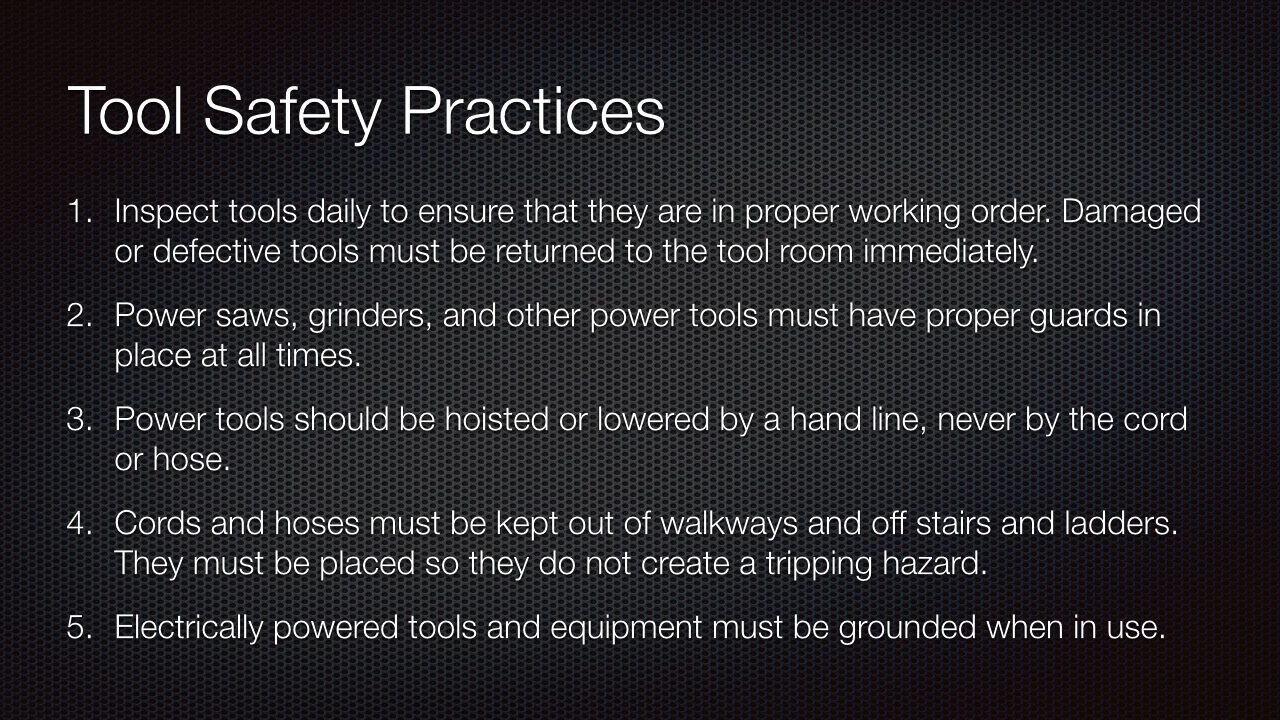 Tool Safety Practices
1. Inspect tools daily to ensure that they are in proper working order. Damaged
or defective tools must be returned to the tool room immediately.
2. Power saws, grinders, and other power tools must have proper guards in
place at all times.
3. Power tools should be hoisted or lowered by a hand line, never by the cord
or hose.
4. Cords and hoses must be kept out of walkways and off stairs and ladders.
They must be placed so they do not create a tripping hazard.
5. Electrically powered tools and equipment must be grounded when in use.